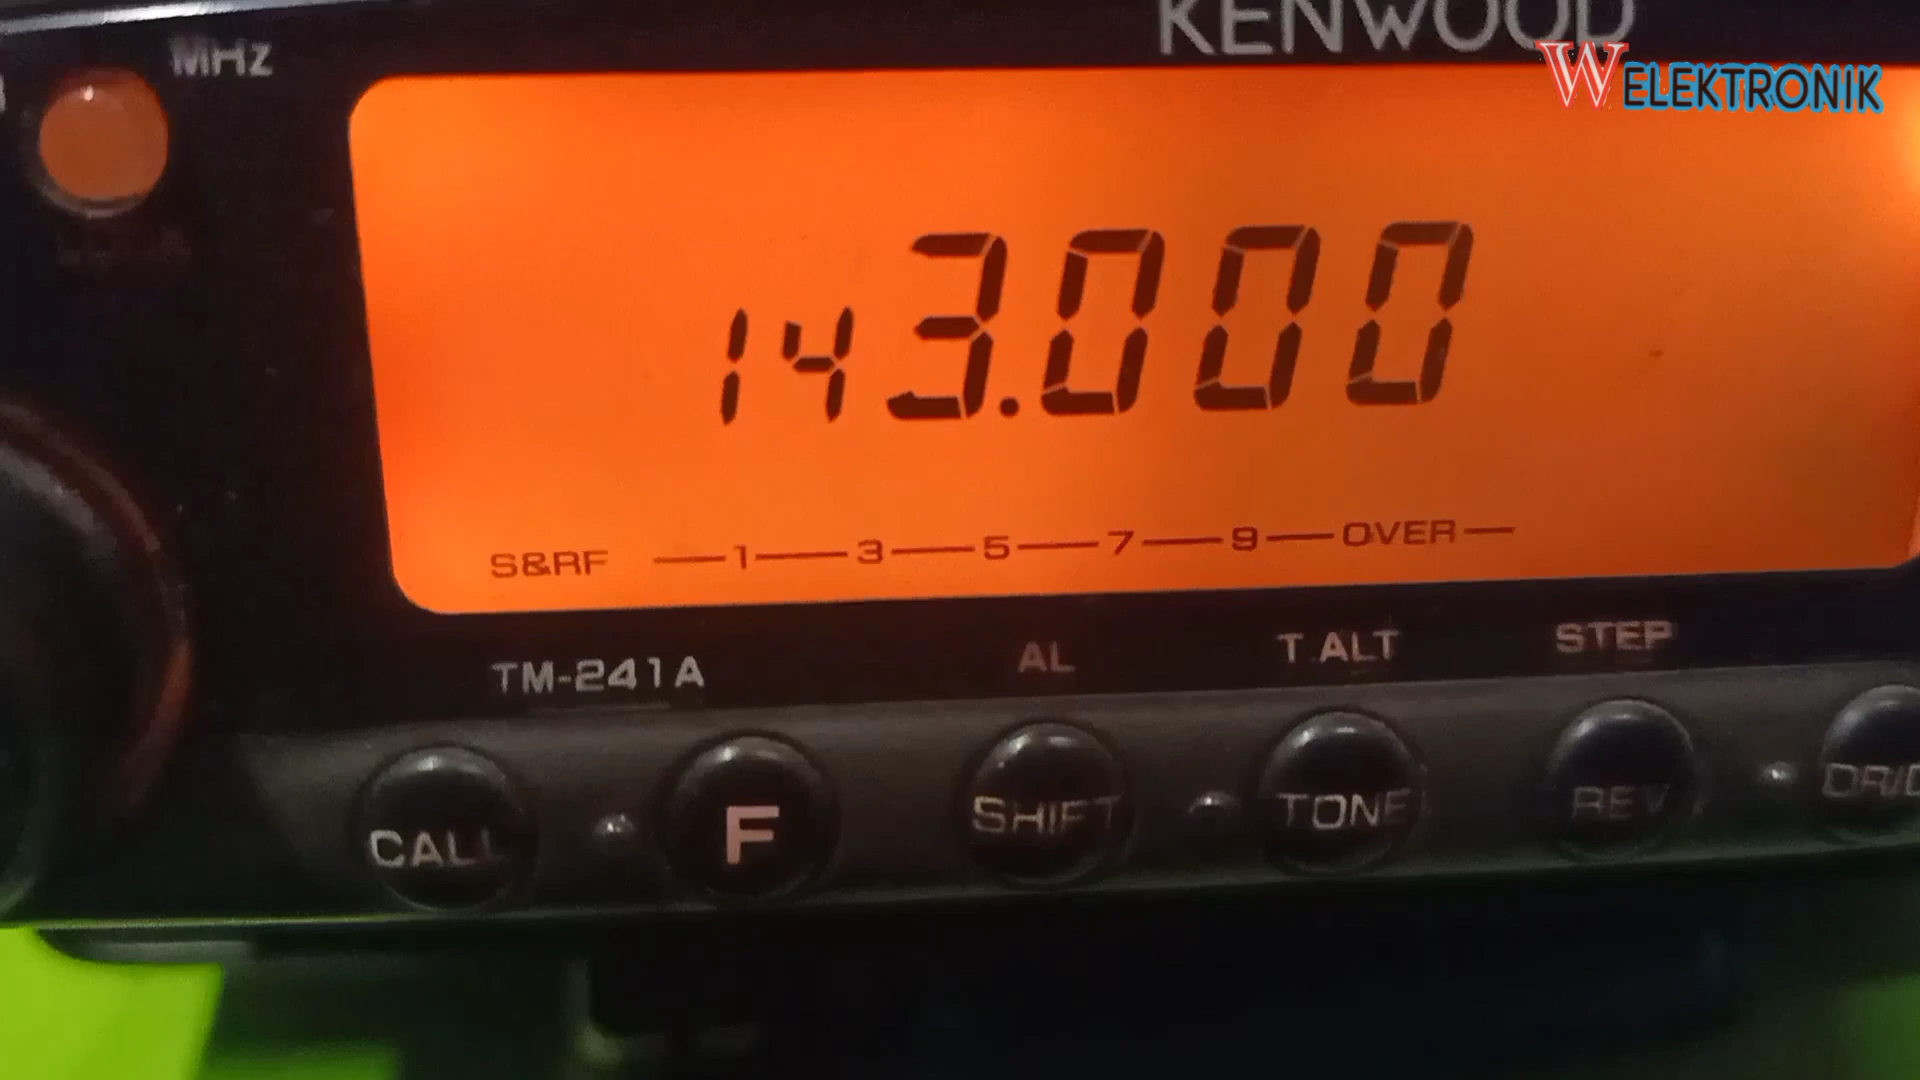 MHz
KENWOOD
WELEKTRONIK
143.000
S&RF 1 3 5 7 9 OVER
TM-241A AL T.ALT STEP
CALL F SHIFT TONE REV